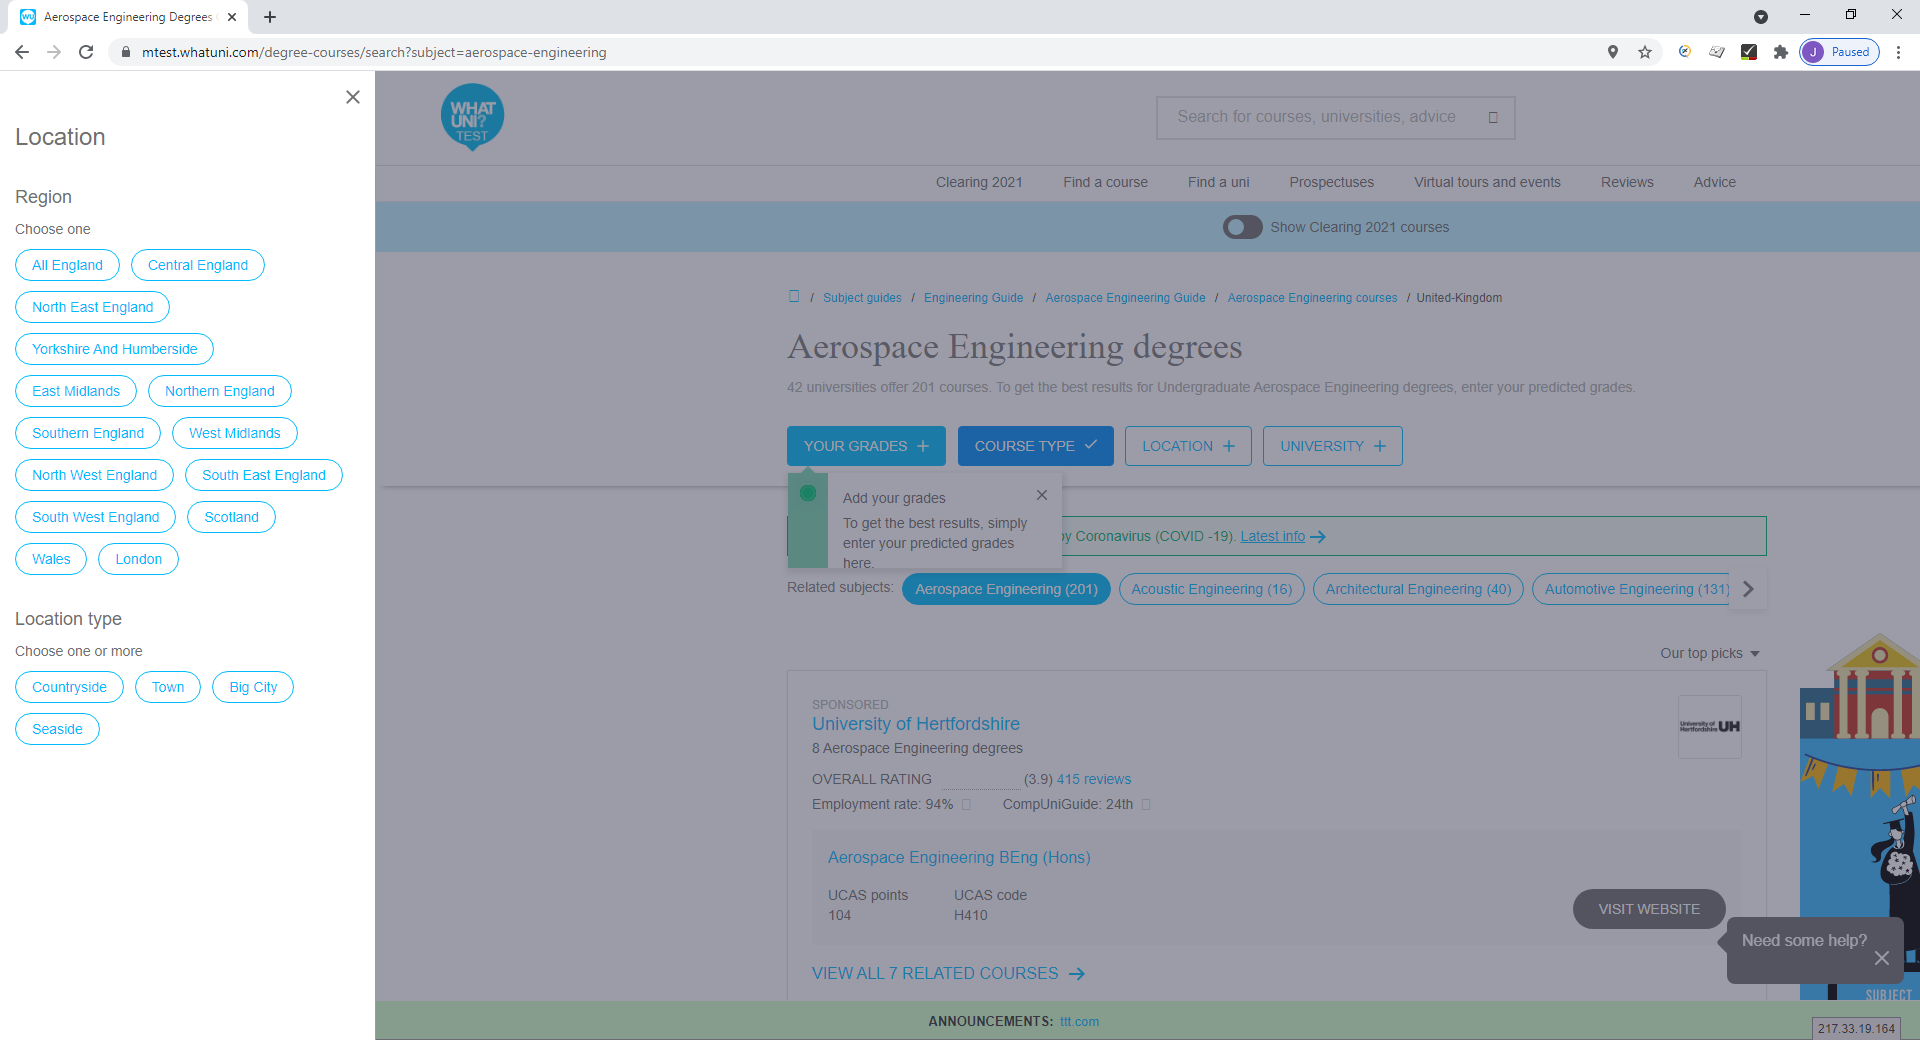 Aerospace Engineering Degrees
mtest.whatuni.com/degree-courses/search?subject=aerospace-engineering
J Paused
Location
Region
Choose one
All England Central England
North East England
Yorkshire And Humberside
East Midlands Northern England
Southern England West Midlands
North West England South East England
South West England Scotland
Wales London
Location type
Choose one or more
Countryside Town Big City
Seaside
WHAT
UNI?
TEST
Search for courses, universities, advice
Clearing 2021 Find a course Find a uni Prospectuses Virtual tours and events Reviews Advice
Show Clearing 2021 courses
/ Subject guides / Engineering Guide / Aerospace Engineering Guide / Aerospace Engineering courses / United-Kingdom
Aerospace Engineering degrees
42 universities offer 201 courses. To get the best results for Undergraduate Aerospace Engineering degrees, enter your predicted grades.
YOUR GRADES COURSE TYPE LOCATION UNIVERSITY
Add your grades
To get the best results, simply
enter your predicted grades
here.
by Coronavirus (COVID -19). Latest info
Related subjects: Aerospace Engineering (201) Acoustic Engineering (16) Architectural Engineering (40) Automotive Engineering (131)
Our top picks
SPONSORED
University of Hertfordshire
University of
Hertfordshire UH
8 Aerospace Engineering degrees
OVERALL RATING (3.9) 415 reviews
Employment rate: 94% CompUniGuide: 24th
Aerospace Engineering BEng (Hons)
UCAS points UCAS code
104 H410
VISIT WEBSITE
Need some help?
VIEW ALL 7 RELATED COURSES
SUBJECT
ANNOUNCEMENTS: ttt.com
217.33.19.164